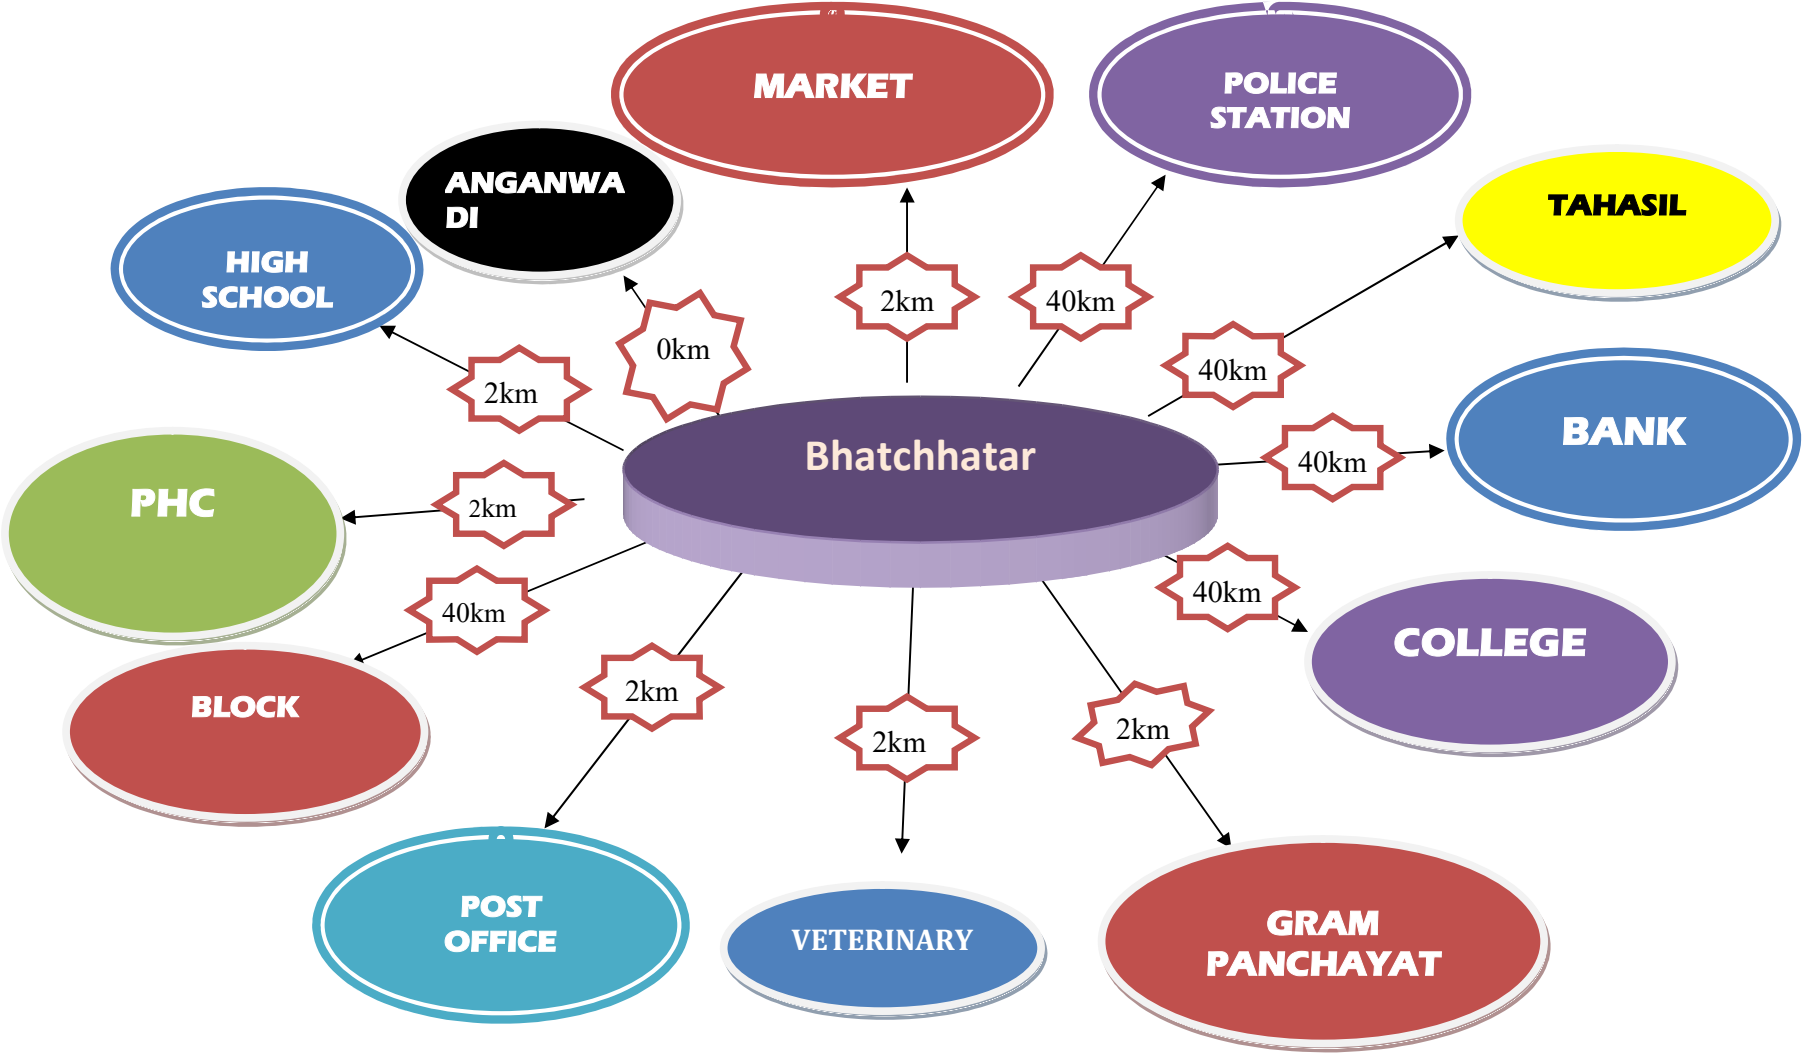 MARKET
POLICE
STATION
ANGANWA
DI
TAHASIL
HIGH
SCHOOL
2km
40km
0km
40km
2km
BANK
Bhatchhatar
40km
PHC
2km
40km
40km
COLLEGE
BLOCK
2km
2km
2km
POST
OFFICE
VETERINARY
GRAM
PANCHAYAT